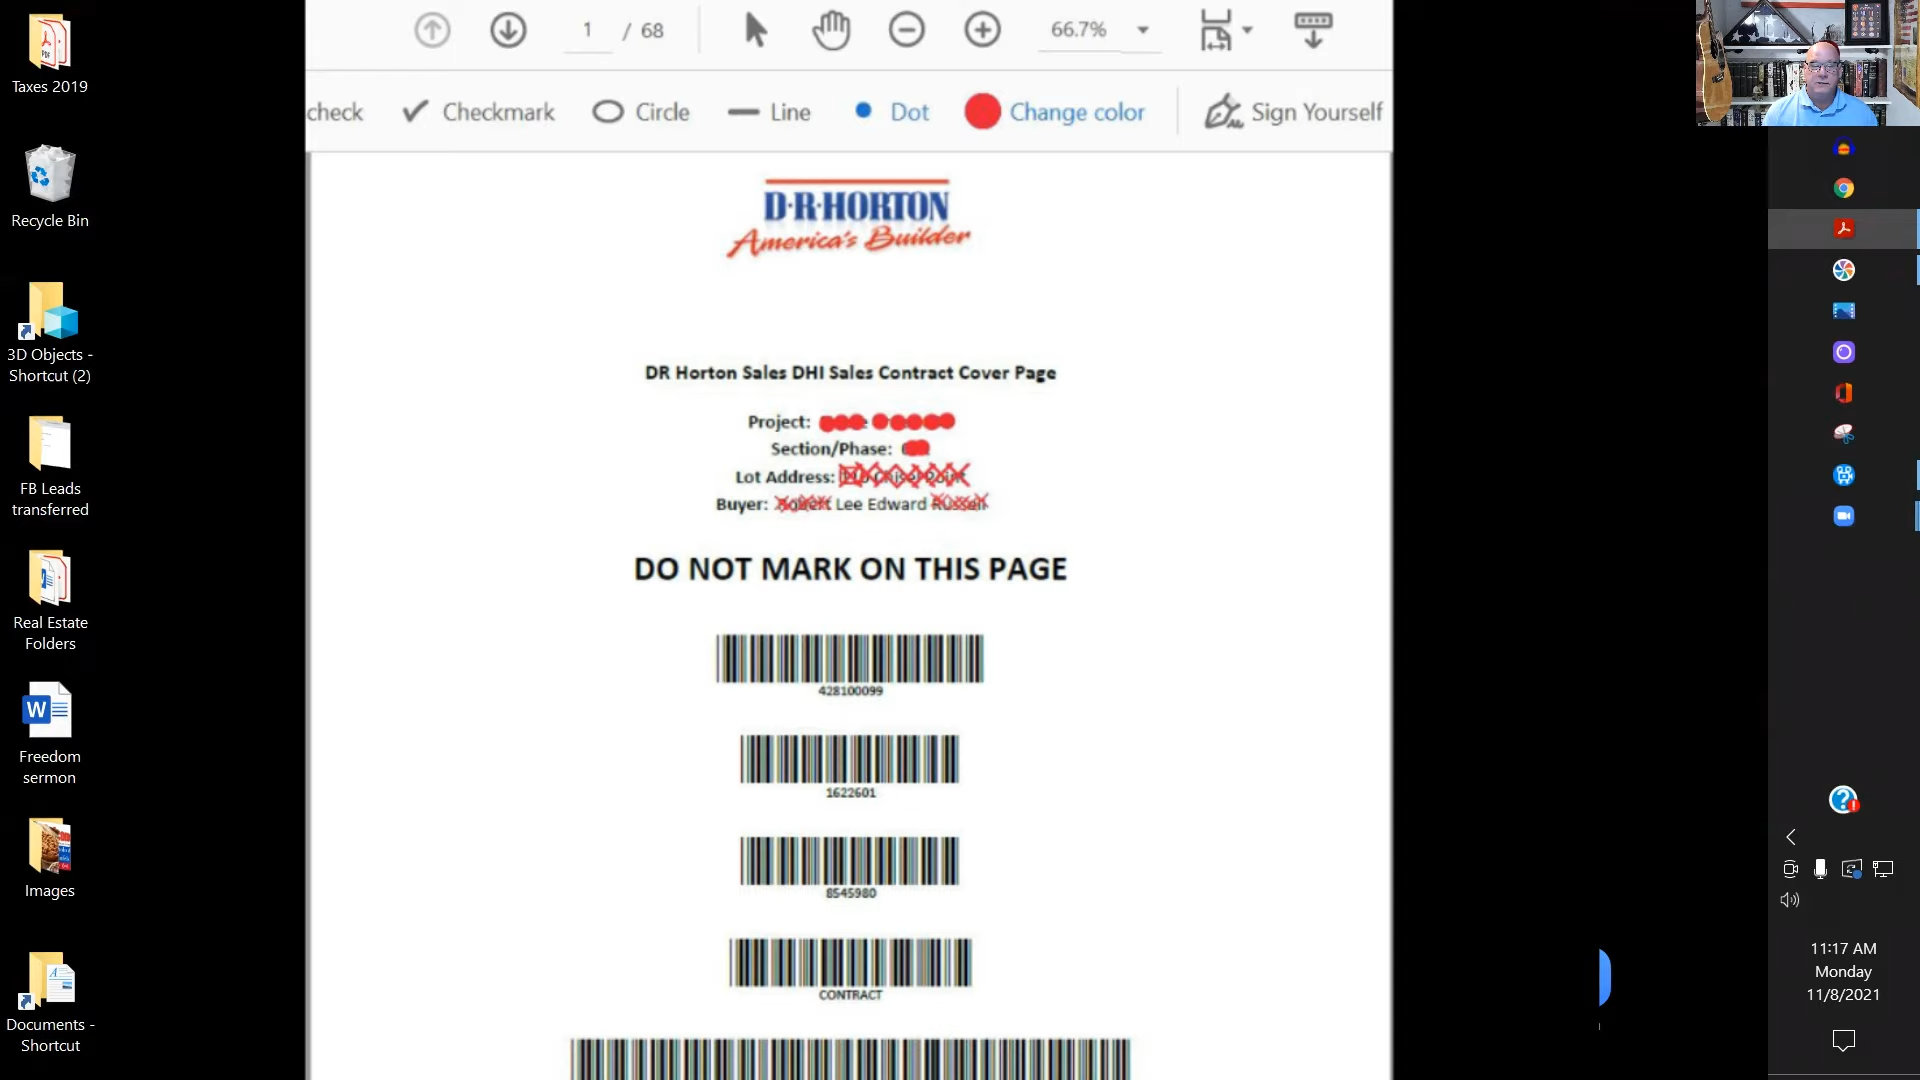 Taxes 2019
Recycle Bin
3D Objects -
Shortcut (2)
FB Leads
transferred
Real Estate
Folders
Freedom
sermon
Images
Documents -
Shortcut
1 / 68
66.7%
check
Checkmark
Circle
Line
Dot
Change color
Sign Yourself
D·R·HORTON
America's Builder
DR Horton Sales DHI Sales Contract Cover Page
Project:
Section/Phase:
Lot Address:
Buyer: Lee Edward
DO NOT MARK ON THIS PAGE
428100099
1622601
8545980
CONTRACT
11:17 AM
Monday
11/8/2021